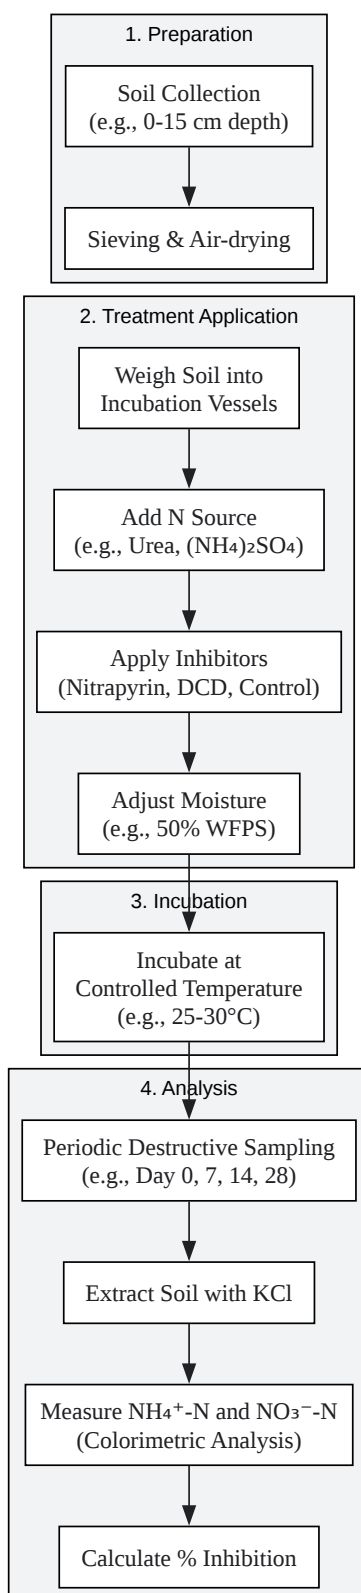 1. Preparation
Soil Collection
(e.g., 0-15 cm depth)
Sieving & Air-drying
2. Treatment Application
Weigh Soil into
Incubation Vessels
Add N Source
(e.g., Urea, (NH₄)₂SO₄)
Apply Inhibitors
(Nitrapyrin, DCD, Control)
Adjust Moisture
(e.g., 50% WFPS)
3. Incubation
Incubate at
Controlled Temperature
(e.g., 25-30°C)
4. Analysis
Periodic Destructive Sampling
(e.g., Day 0, 7, 14, 28)
Extract Soil with KCl
Measure NH₄⁺-N and NO₃⁻-N
(Colorimetric Analysis)
Calculate % Inhibition